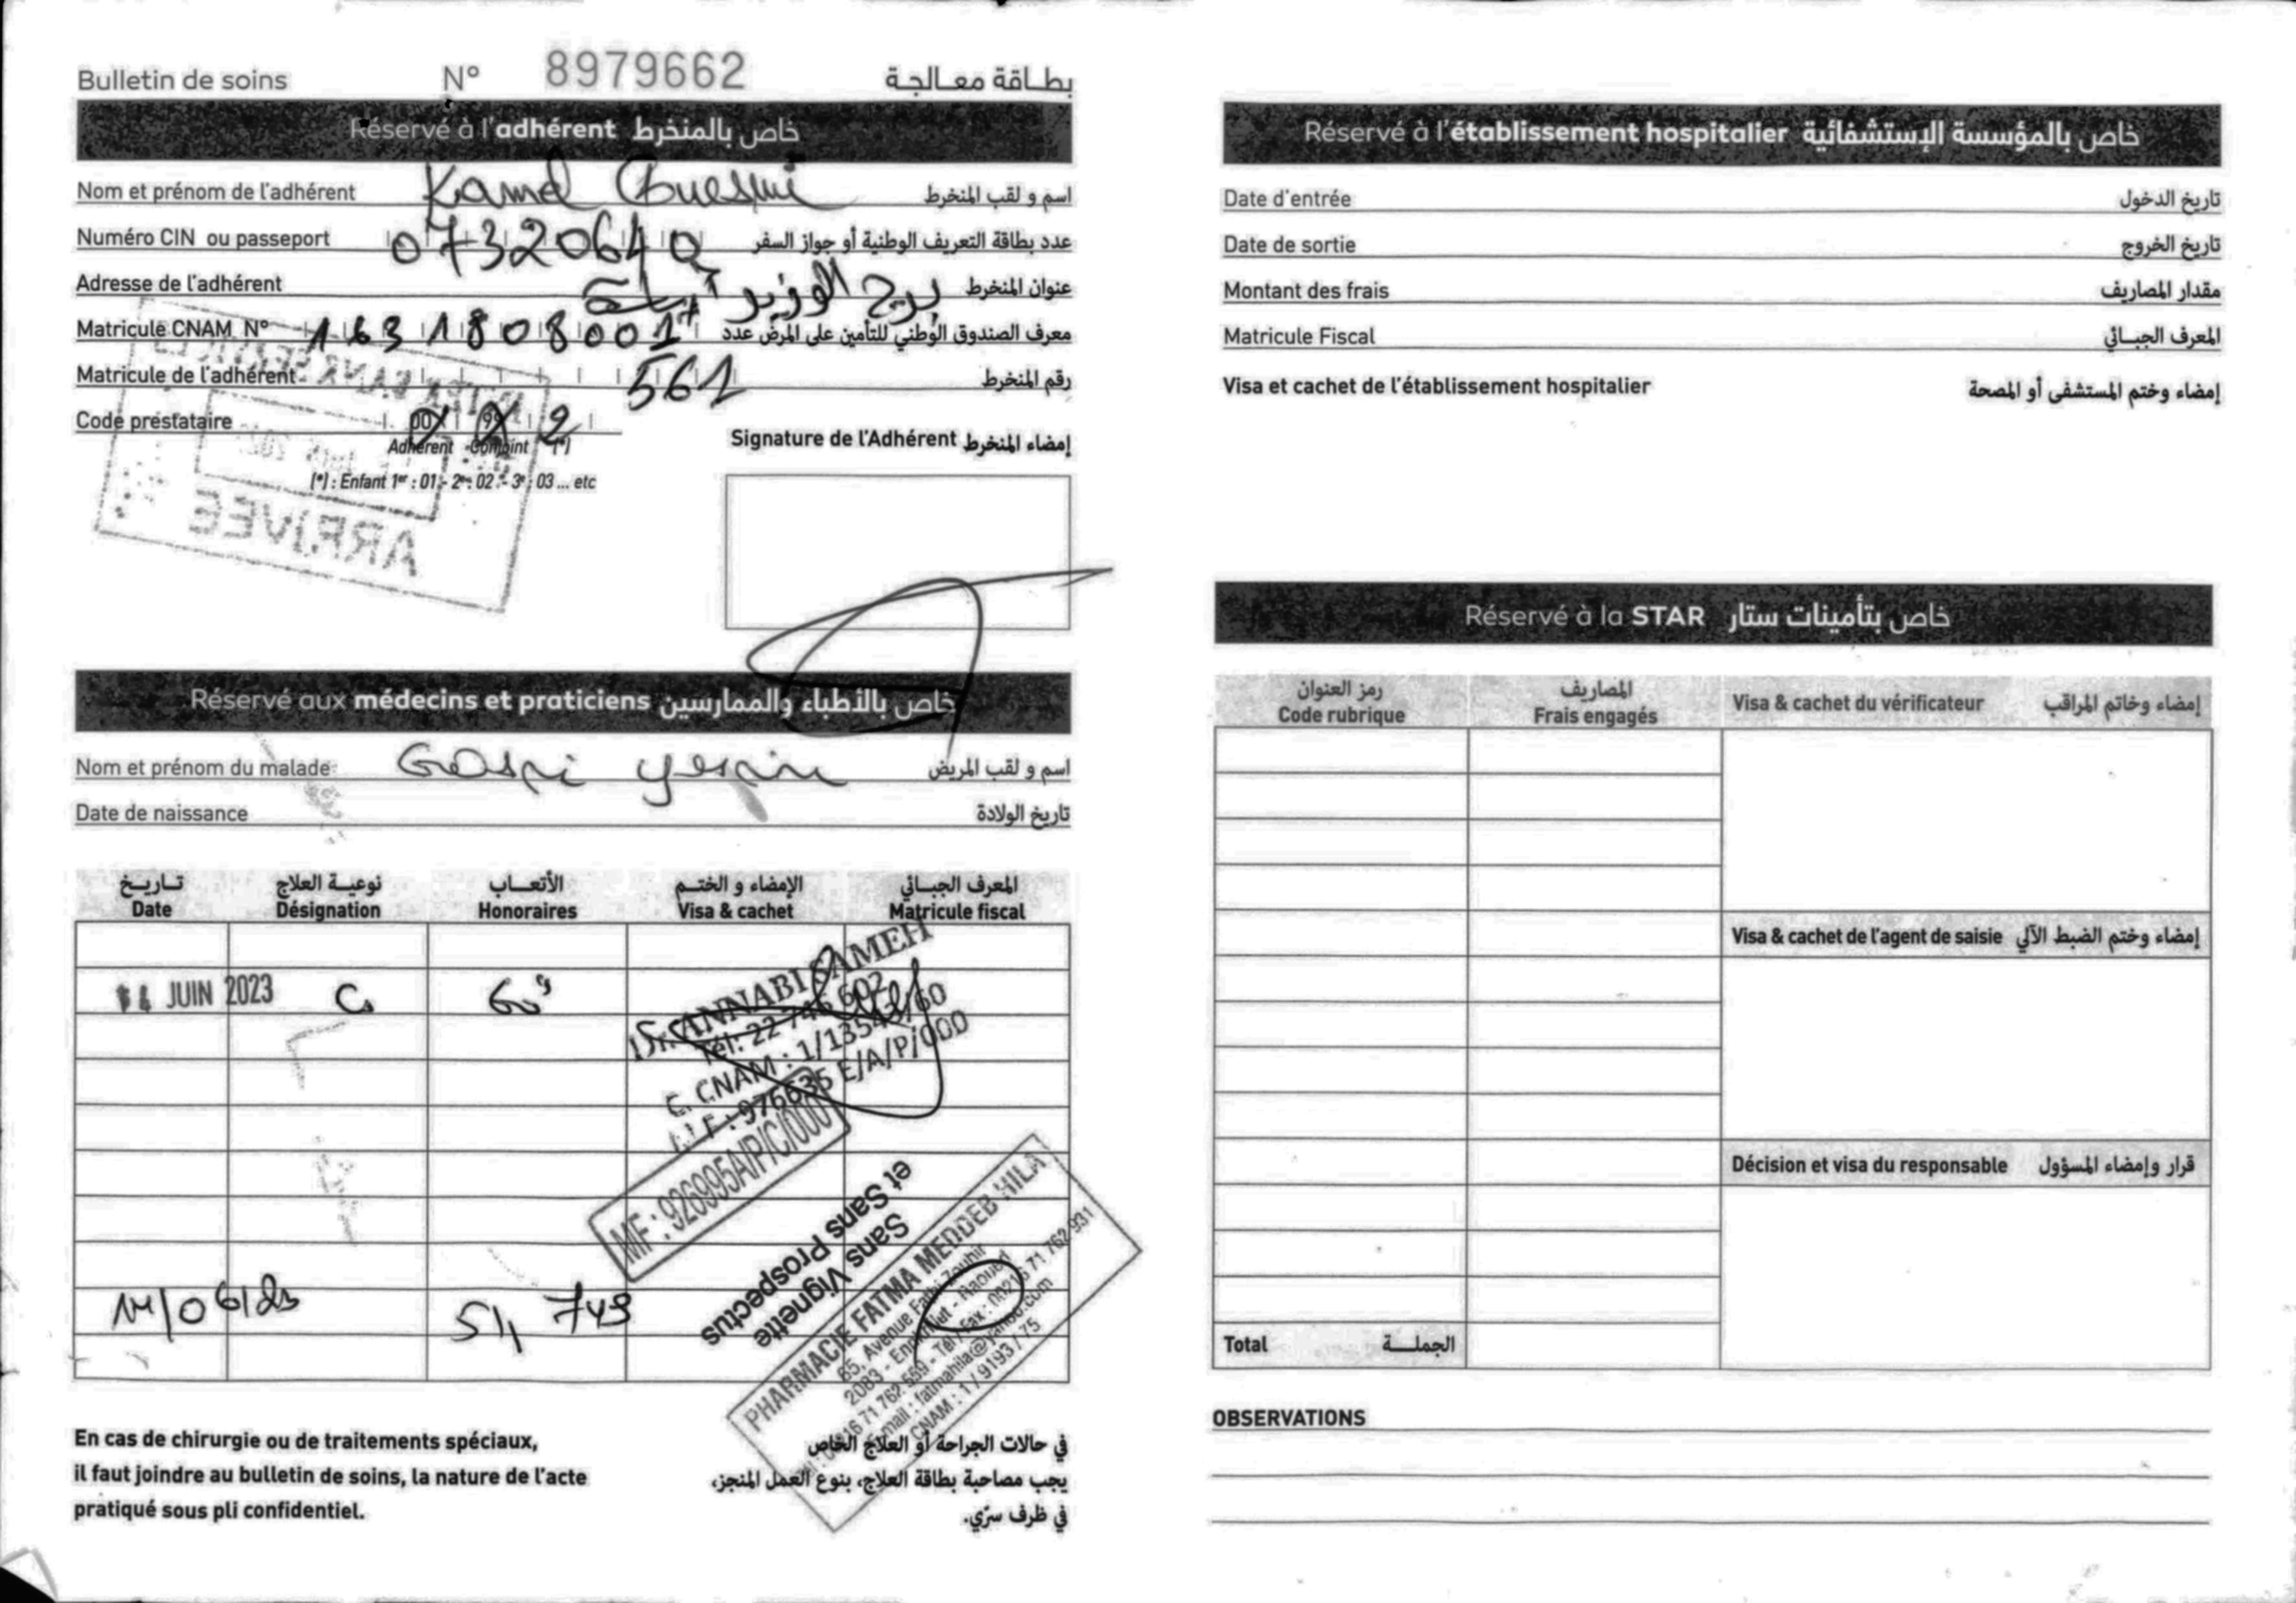 Bulletin de soins N° 8979662 بطاقة معالجة
Réservé à l'adhérent خاص بالمنخرط
Nom et prénom de l'adhérent Kamel اسم و لقب المنخرط
Numéro CIN ou passeport 07320640 عدد بطاقة التعريف الوطنية أو جواز السفر
Adresse de l'adhérent برج الوزير أريانة عنوان المنخرط
Matricule CNAM N° 163180808001 معرف الصندوق الوطني للتأمين على المرض عدد
Matricule de l'adhérent 561 رقم المنخرط
Code prestataire 00 99 2
Adhérent Conjoint (*)
(*) : Enfant 1er : 01 - 2e : 02 - 3e : 03 ... etc
Signature de l'Adhérent إمضاء المنخرط
ARRIVEE
Réservé aux médecins et praticiens خاص بالأطباء والممارسين
Nom et prénom du malade اسم و لقب المريض
Date de naissance تاريخ الولادة
تاريخ نوعية العلاج الأتعاب الإمضاء و الختم المعرف الجبائي
Date Désignation Honoraires Visa & cachet Matricule fiscal
14 JUIN 2023
Dr. ANNABI SAMEH
Tél: 22 746 602
C. CNAM : 1/13543/60
M.F : 976635 E/A/P/000
MF : 926995A/P/C/000
Sans Vignette
et Sans Prospectus
14/06/23 51,749
PHARMACIE FATMA MEDDEB HILA
65, Avenue Fathi Zouhir
2083 - Ennkhilet - Raoued
Tél : 00216 71 762 559 - Tél / Fax : 00216 71 762 931
E-mail : fatmahila@yahoo.com
CNAM : 1 / 9193 / 75
En cas de chirurgie ou de traitements spéciaux,
il faut joindre au bulletin de soins, la nature de l'acte
pratiqué sous pli confidentiel.
في حالات الجراحة أو العلاج الخاص
يجب مصاحبة بطاقة العلاج، بنوع العمل المنجز،
في ظرف سرّي.
Réservé à l'établissement hospitalier خاص بالمؤسسة الإستشفائية
Date d'entrée تاريخ الدخول
Date de sortie تاريخ الخروج
Montant des frais مقدار المصاريف
Matricule Fiscal المعرف الجبائي
Visa et cachet de l'établissement hospitalier إمضاء وختم المستشفى أو المصحة
Réservé à la STAR خاص بتأمينات ستار
رمز العنوان المصاريف
Code rubrique Frais engagés
Visa & cachet du vérificateur إمضاء وخاتم المراقب
Visa & cachet de l'agent de saisie إمضاء وختم الضبط الآلي
Décision et visa du responsable قرار وإمضاء المسؤول
Total الجملة
OBSERVATIONS